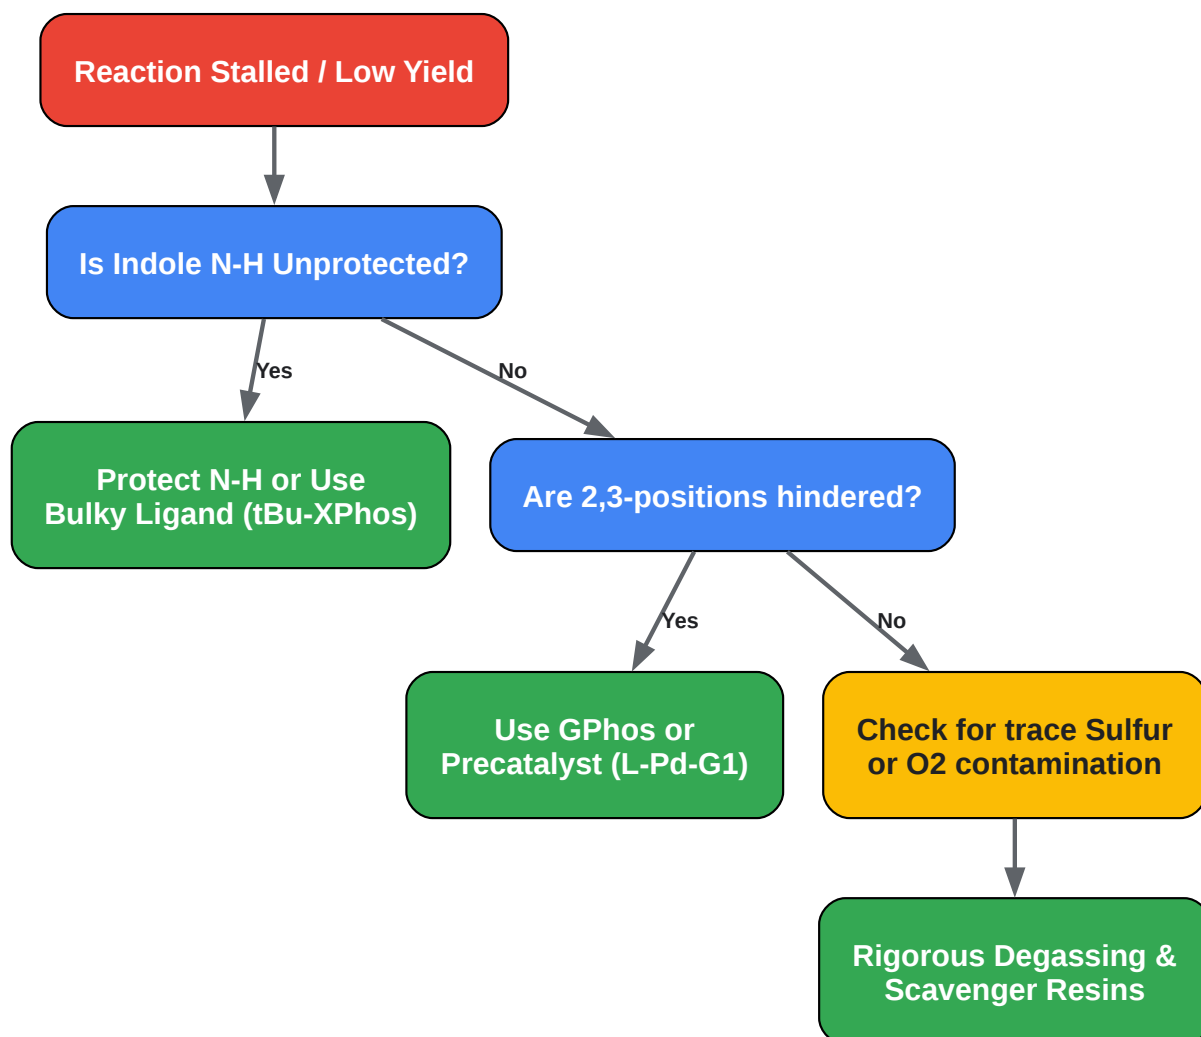 Reaction Stalled / Low Yield
Is Indole N-H Unprotected?
Yes
No
Protect N-H or Use
Bulky Ligand (tBu-XPhos)
Are 2,3-positions hindered?
Yes
No
Use GPhos or
Precatalyst (L-Pd-G1)
Check for trace Sulfur
or O2 contamination
Rigorous Degassing &
Scavenger Resins